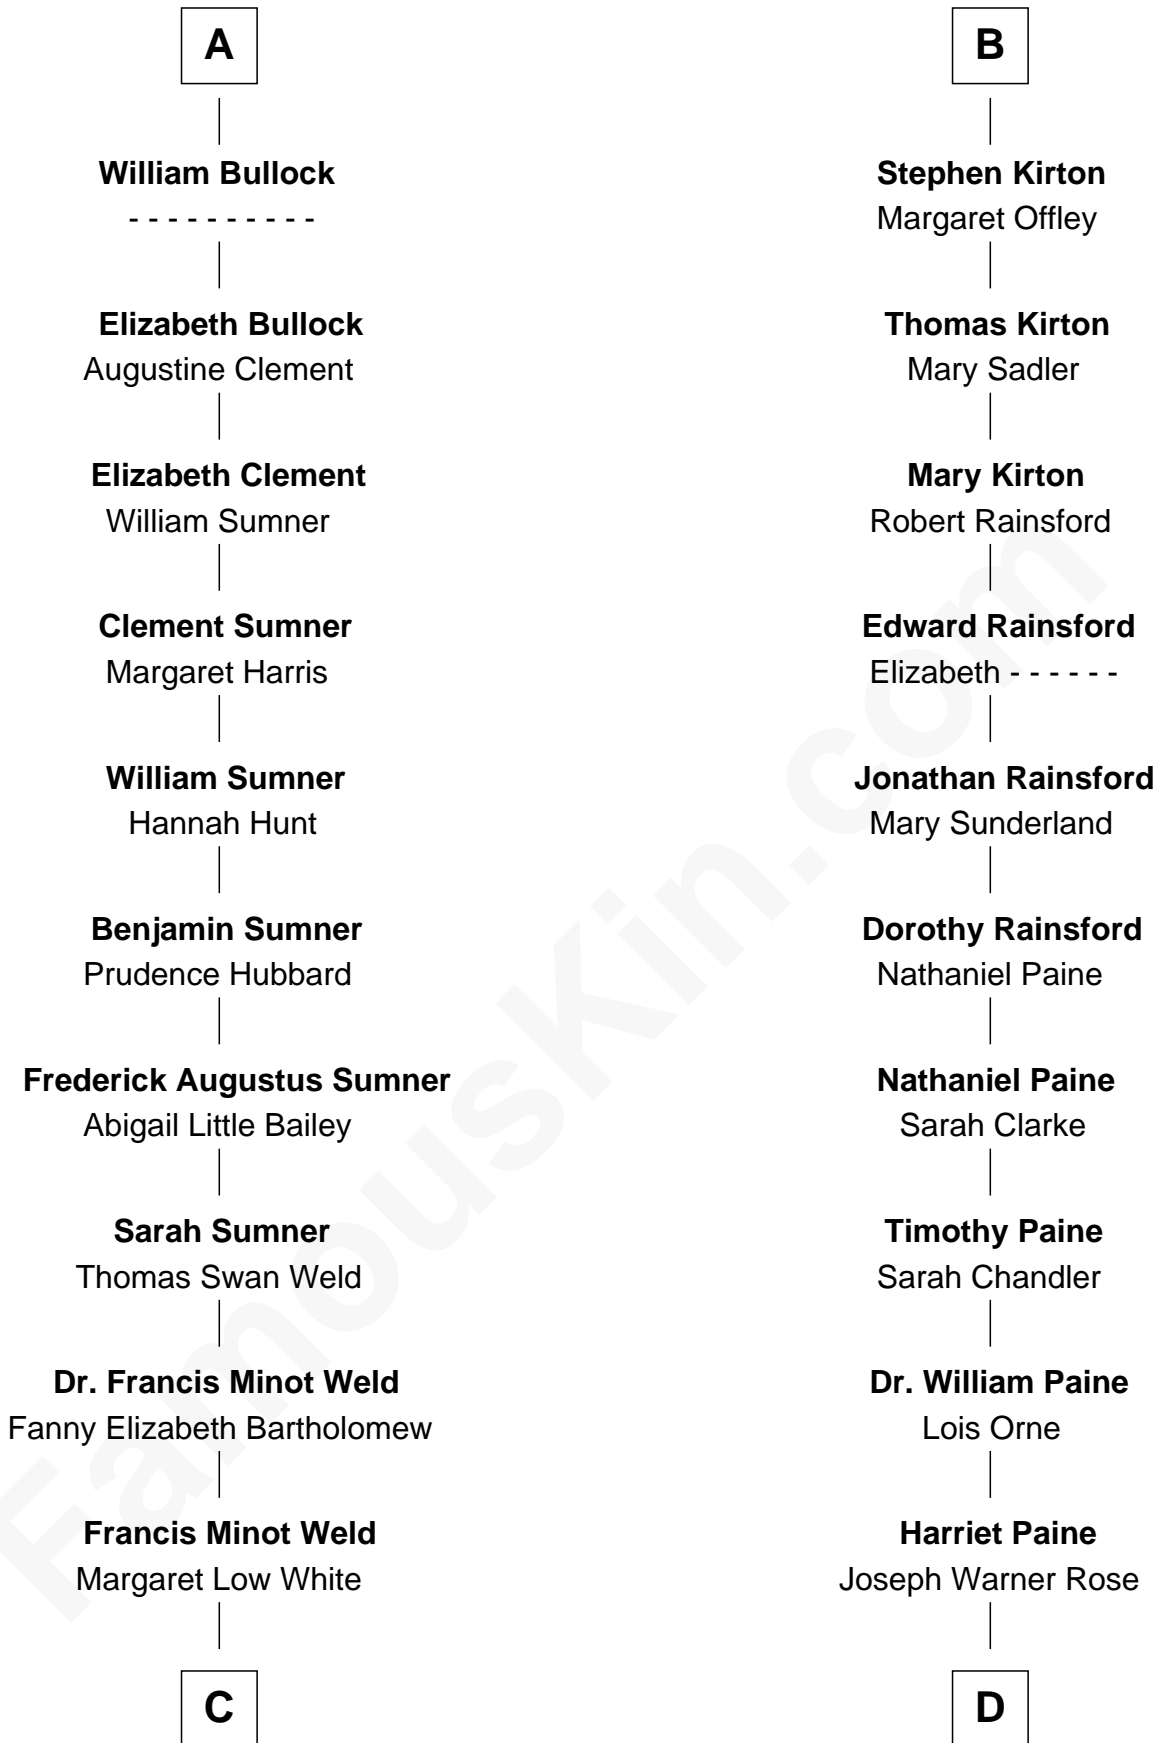 A
William Bullock
- - - - - - - - - -
Elizabeth Bullock
Augustine Clement
Elizabeth Clement
William Sumner
Clement Sumner
Margaret Harris
William Sumner
Hannah Hunt
Benjamin Sumner
Prudence Hubbard
Frederick Augustus Sumner
Abigail Little Bailey
Sarah Sumner
Thomas Swan Weld
Dr. Francis Minot Weld
Fanny Elizabeth Bartholomew
Francis Minot Weld
Margaret Low White
C
B
Stephen Kirton
Margaret Offley
Thomas Kirton
Mary Sadler
Mary Kirton
Robert Rainsford
Edward Rainsford
Elizabeth - - - - - -
Jonathan Rainsford
Mary Sunderland
Dorothy Rainsford
Nathaniel Paine
Nathaniel Paine
Sarah Clarke
Timothy Paine
Sarah Chandler
Dr. William Paine
Lois Orne
Harriet Paine
Joseph Warner Rose
D
FamousKin.com